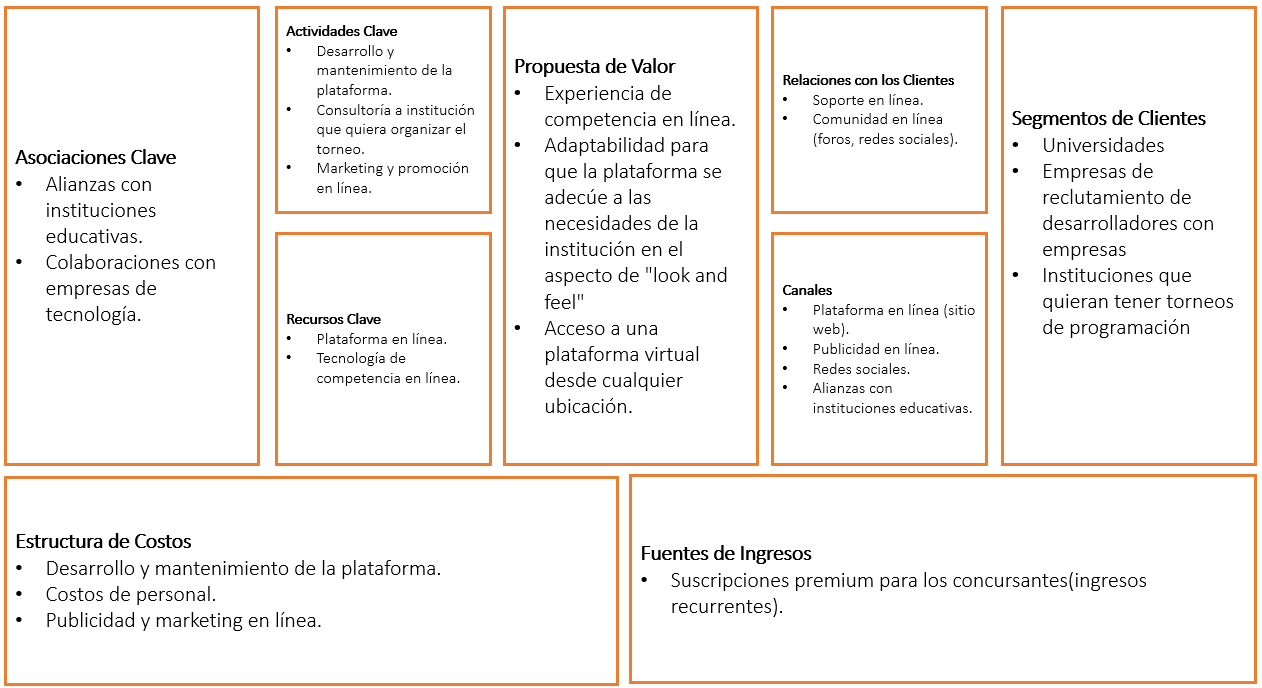 Asociaciones Clave
• Alianzas con
instituciones
educativas.
• Colaboraciones con
empresas de
tecnología.
Actividades Clave
• Desarrollo y
mantenimiento de la
plataforma.
• Consultoría a institución
que quiera organizar el
torneo.
• Marketing y promoción
en línea.
Recursos Clave
• Plataforma en línea.
• Tecnología de
competencia en línea.
Propuesta de Valor
• Experiencia de
competencia en línea.
• Adaptabilidad para
que la plataforma se
adecúe a las
necesidades de la
institución en el
aspecto de "look and
feel"
• Acceso a una
plataforma virtual
desde cualquier
ubicación.
Relaciones con los Clientes
• Soporte en línea.
• Comunidad en línea
(foros, redes sociales).
Canales
• Plataforma en línea (sitio
web).
• Publicidad en línea.
• Redes sociales.
• Alianzas con
instituciones educativas.
Segmentos de Clientes
• Universidades
• Empresas de
reclutamiento de
desarrolladores con
empresas
• Instituciones que
quieran tener torneos
de programación
Estructura de Costos
• Desarrollo y mantenimiento de la plataforma.
• Costos de personal.
• Publicidad y marketing en línea.
Fuentes de Ingresos
• Suscripciones premium para los concursantes(ingresos
recurrentes).